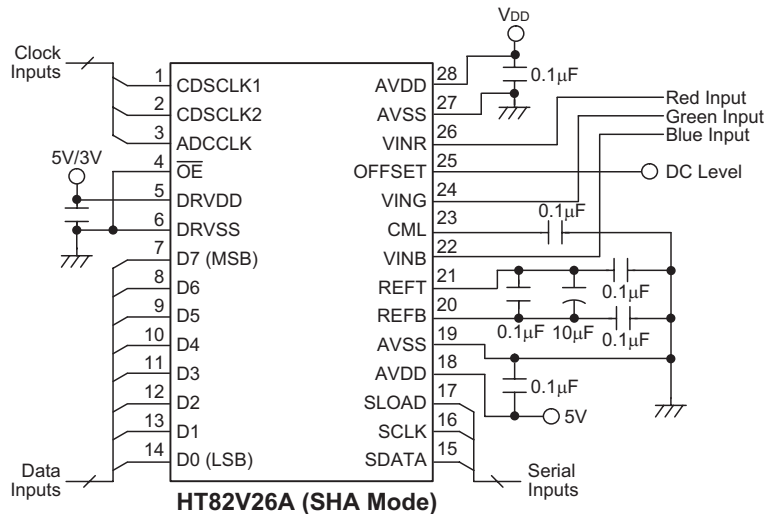 VDD
Clock
Inputs
0.1μF
1
CDSCLK1
AVDD
28
2
CDSCLK2
AVSS
27
3
ADCCLK
VINR
26
Red Input
Green Input
Blue Input
5V/3V
4
OE
OFFSET
25
DC Level
5
DRVDD
VING
24
6
DRVSS
CML
23
0.1μF
7
D7 (MSB)
VINB
22
8
D6
REFT
21
0.1μF
9
D5
REFB
20
0.1μF
10μF
0.1μF
10
D4
AVSS
19
11
D3
AVDD
18
0.1μF
12
D2
SLOAD
17
5V
13
D1
SCLK
16
14
D0 (LSB)
SDATA
15
Data
Inputs
Serial
Inputs
HT82V26A (SHA Mode)